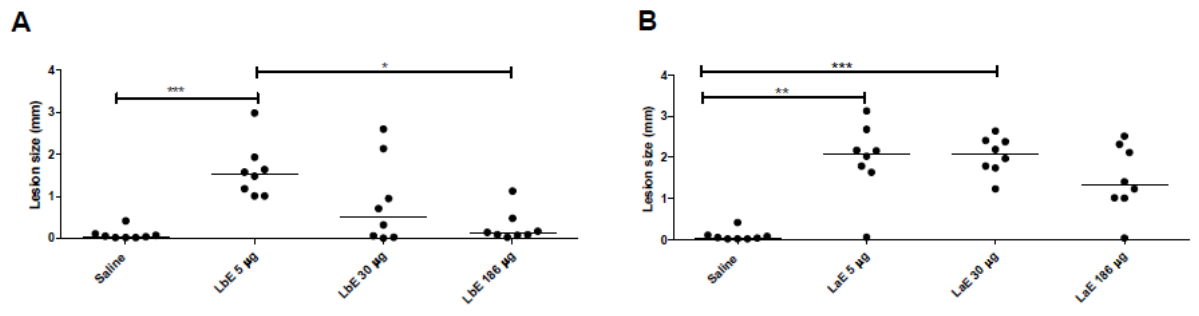 A
Lesion size (mm)
4
3
2
1
0
***
*
Saline
LbE 5 µg
LbE 30 µg
LbE 186 µg
B
Lesion size (mm)
4
3
2
1
0
***
**
Saline
LaE 5 µg
LaE 30 µg
LaE 186 µg